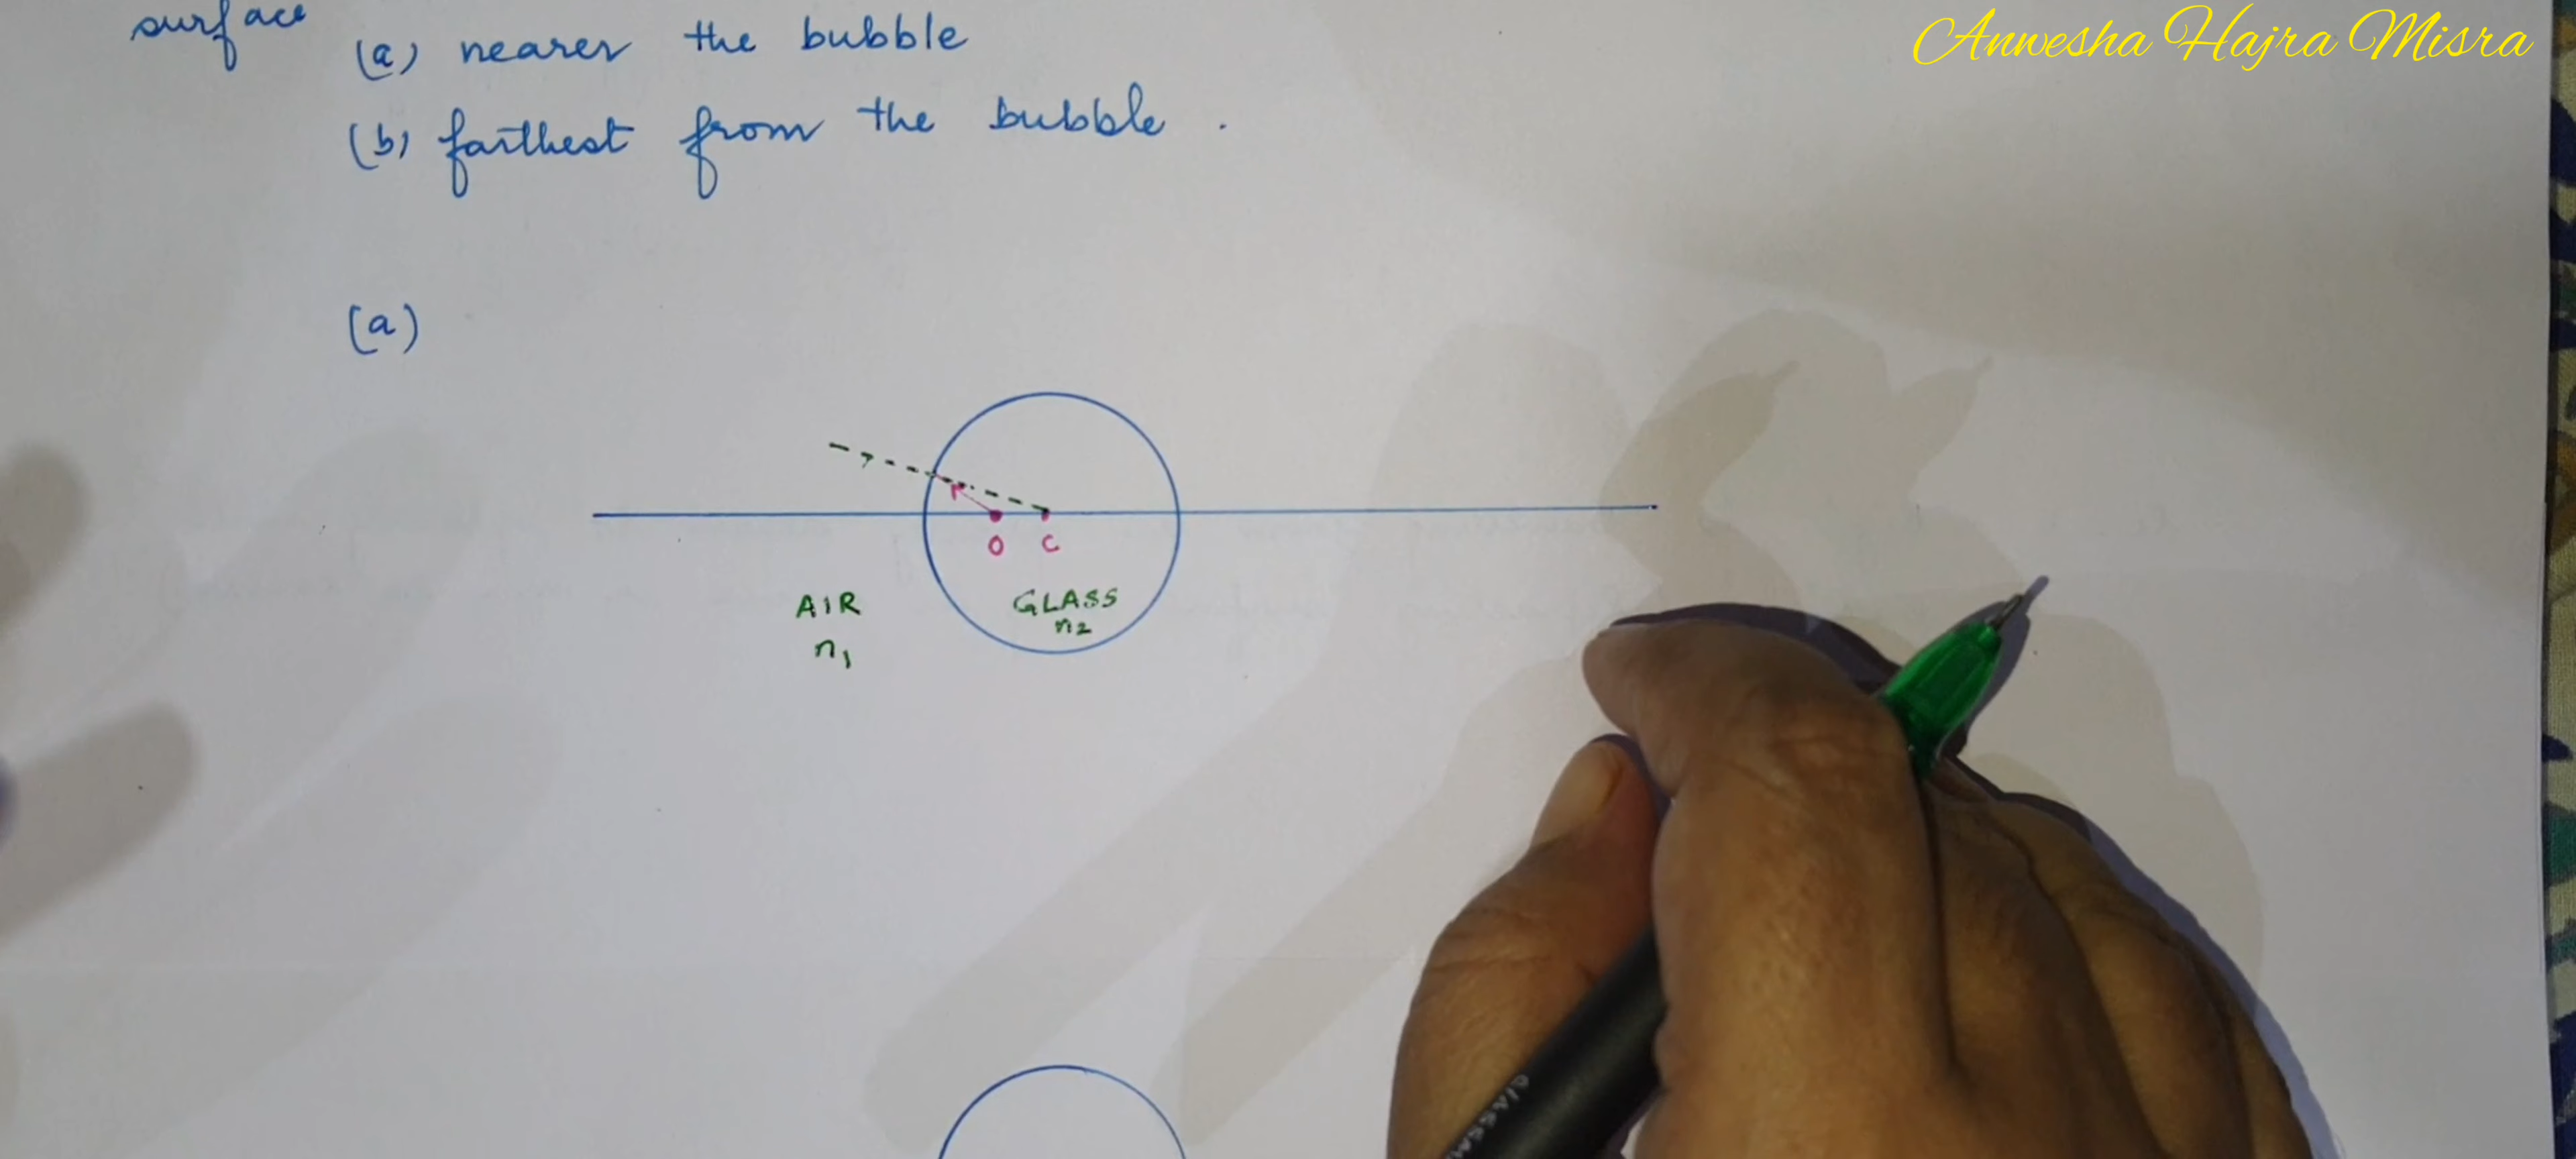 Anwesha Hajra Misra
surface
(a) nearer the bubble
(b) farthest from the bubble .
(a)
O C
AIR
n1
GLASS
n2